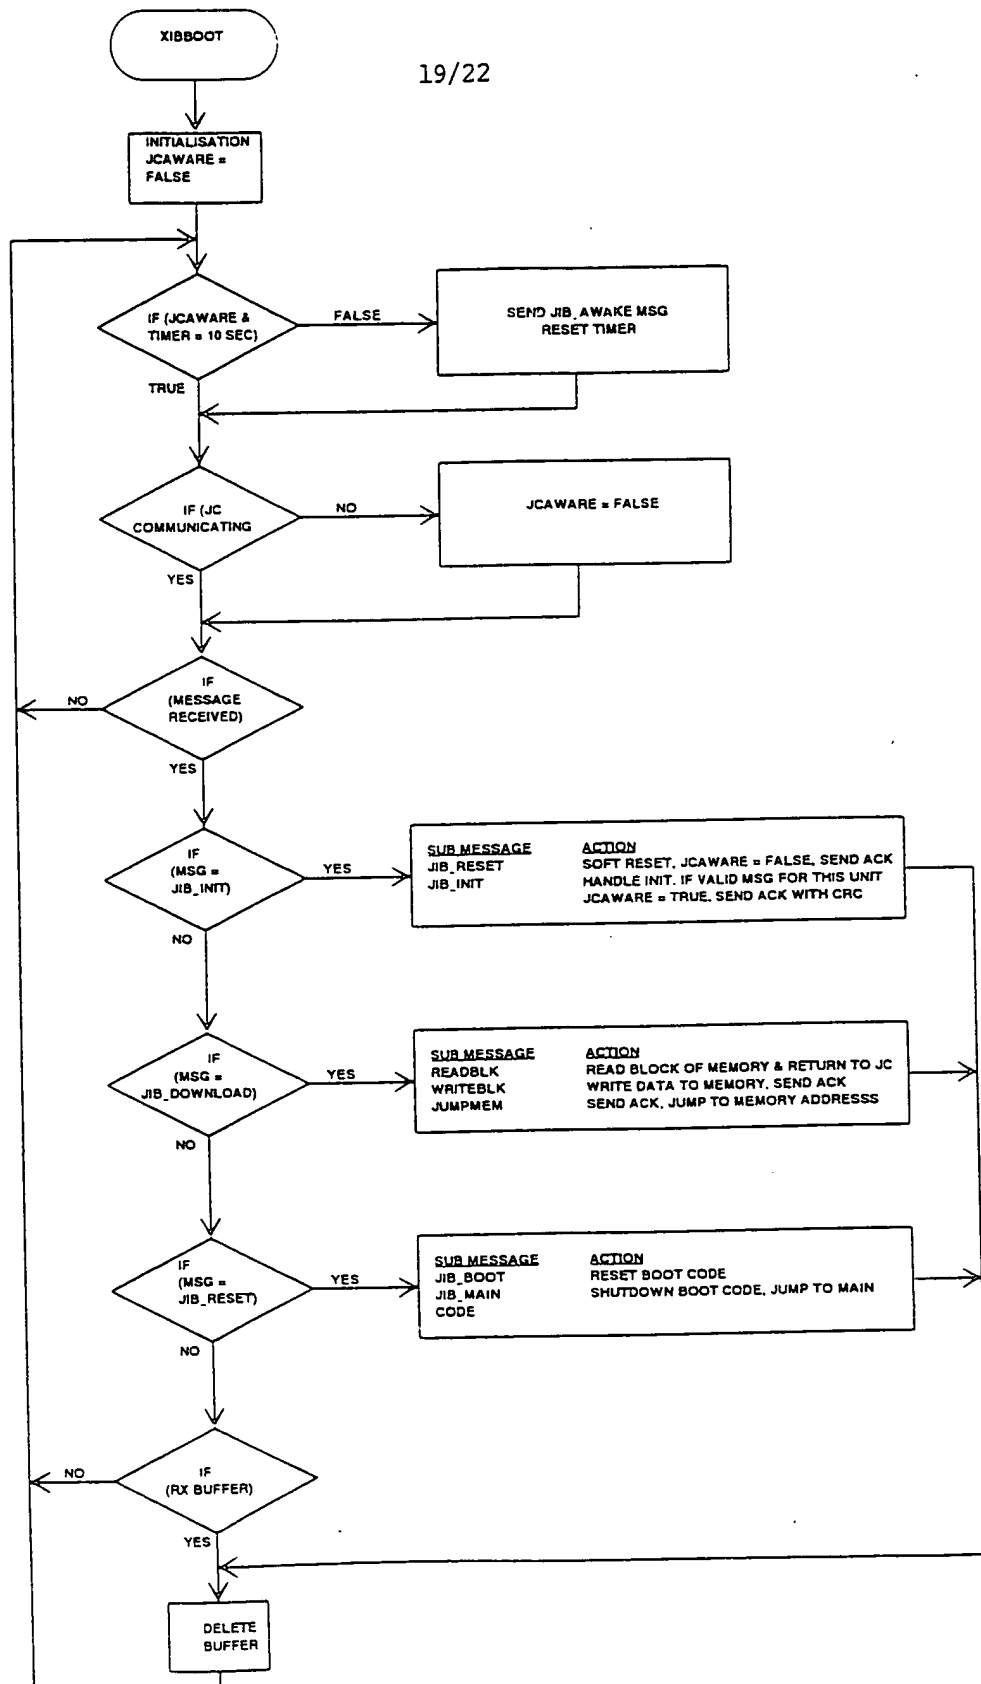 XIBBOOT
19/22
INITIALISATION
JCAWARE =
FALSE
IF (JCAWARE &
TIMER = 10 SEC)
FALSE
SEND JIB_AWAKE MSG
RESET TIMER
TRUE
IF (JC
COMMUNICATING
NO
JCAWARE = FALSE
YES
IF
(MESSAGE
RECEIVED)
NO
YES
IF
(MSG =
JIB_INIT)
YES
SUB MESSAGE ACTION
JIB_RESET SOFT RESET, JCAWARE = FALSE, SEND ACK
JIB_INIT HANDLE INIT. IF VALID MSG FOR THIS UNIT
JCAWARE = TRUE, SEND ACK WITH CRC
NO
IF
(MSG =
JIB_DOWNLOAD)
YES
SUB MESSAGE ACTION
READBLK READ BLOCK OF MEMORY & RETURN TO JC
WRITEBLK WRITE DATA TO MEMORY, SEND ACK
JUMPMEM SEND ACK, JUMP TO MEMORY ADDRESSS
NO
IF
(MSG =
JIB_RESET)
YES
SUB MESSAGE ACTION
JIB_BOOT RESET BOOT CODE
JIB_MAIN SHUTDOWN BOOT CODE, JUMP TO MAIN
CODE
NO
IF
(RX BUFFER)
NO
YES
DELETE
BUFFER